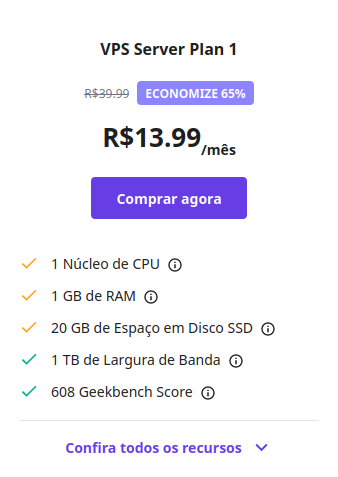 VPS Server Plan 1
R$39.99 ECONOMIZE 65%
R$13.99/mês
Comprar agora
1 Núcleo de CPU
1 GB de RAM
20 GB de Espaço em Disco SSD
1 TB de Largura de Banda
608 Geekbench Score
Confira todos os recursos